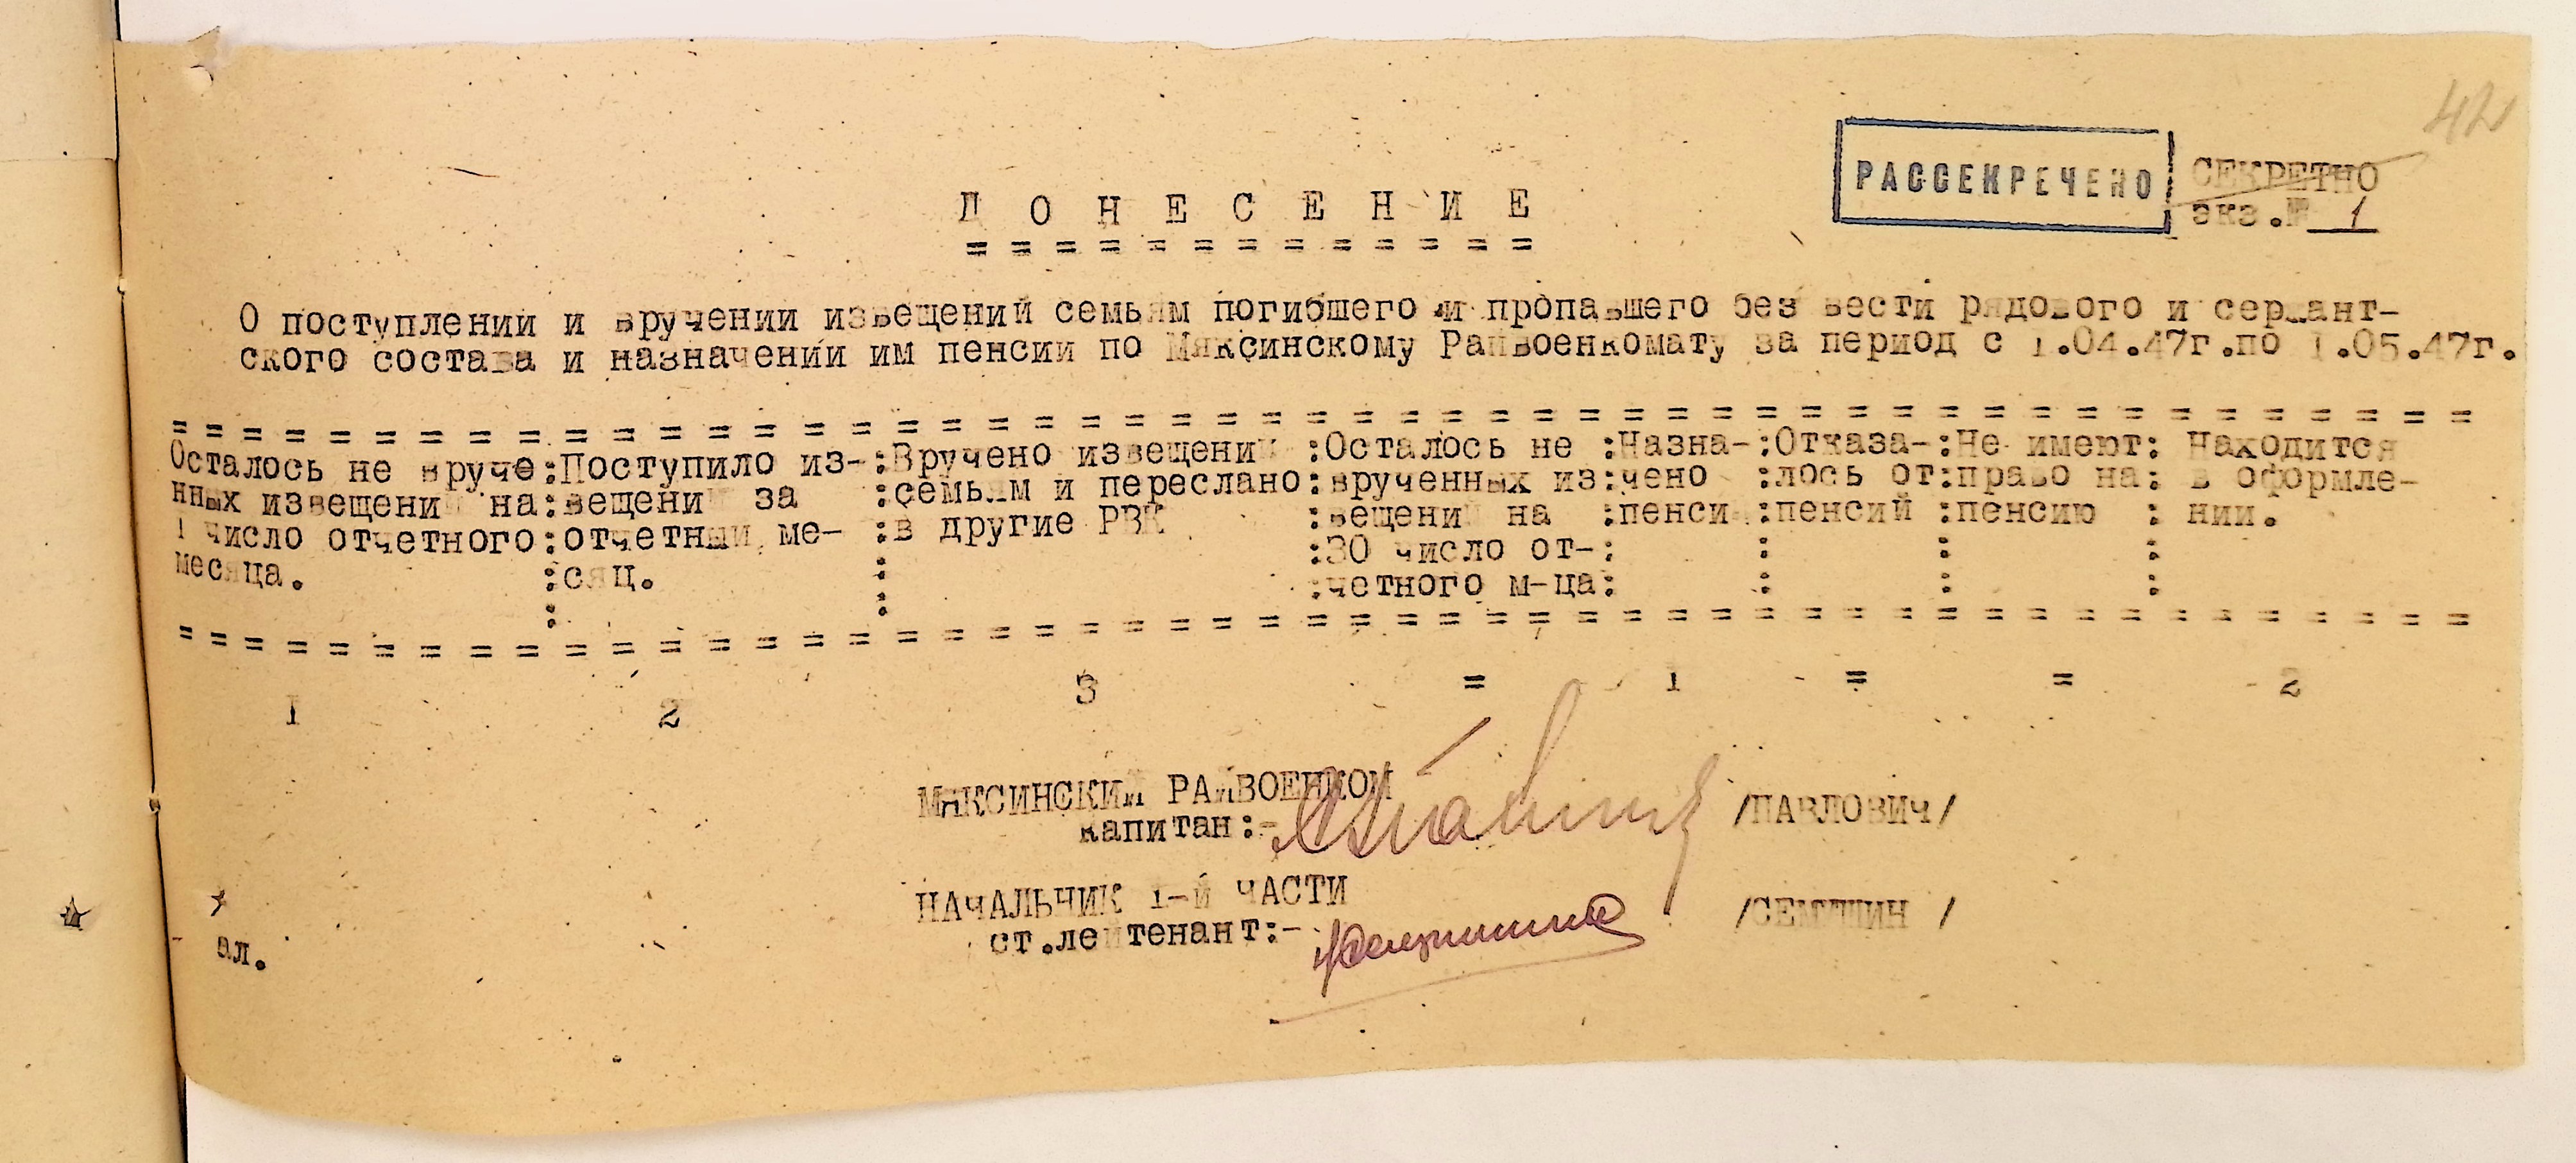 42
РАССЕКРЕЧЕНО
СЕКРЕТНО
экз.№ 1
Д О Н Е С Е Н И Е
= = = = = = = = = = = = =
О поступлении и вручении извещений семьям погибшего и пропавшего без вести рядового и сержант-
ского состава и назначении им пенсии по Мяксинскому Райвоенкомату за период с 1.04.47г.по 1.05.47г.
Осталось не вруче:Поступило из-:Вручено извещений :Осталось не :Назна-:Отказа-:Не имеют: Находится
нных извещений на:вещений за :семьям и переслано:врученных из:чено :лось от:право на: в оформле-
1 число отчетного:отчетный ме- :в другие РВК :вещений на :пенсий :пенсий :пенсию : нии.
месяца. :сяц. : :30 число от-: : : :
: : :четного м-ца: : : :
1 2 3 = 1 = = 2
МЯКСИНСКИЙ РАЙВОЕНКОМ
капитан:- /ПАВЛОВИЧ/
НАЧАЛЬНИК 1-й ЧАСТИ
ст.лейтенант:- /СЕМЯШИН /
ал.